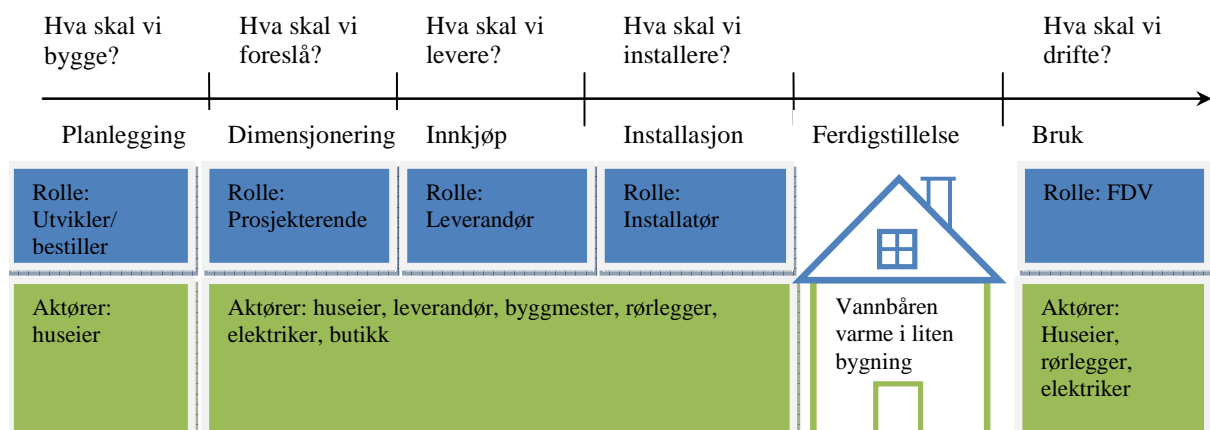 Hva skal vi
bygge?
Hva skal vi
foreslå?
Hva skal vi
levere?
Hva skal vi
installere?
Hva skal vi
drifte?
Planlegging
Dimensjonering
Innkjøp
Installasjon
Ferdigstillelse
Bruk
Rolle:
Utvikler/
bestiller
Rolle:
Prosjekterende
Rolle:
Leverandør
Rolle:
Installatør
Rolle: FDV
Aktører:
huseier
Aktører: huseier, leverandør, byggmester, rørlegger,
elektriker, butikk
Vannbåren
varme i liten
bygning
Aktører:
Huseier,
rørlegger,
elektriker